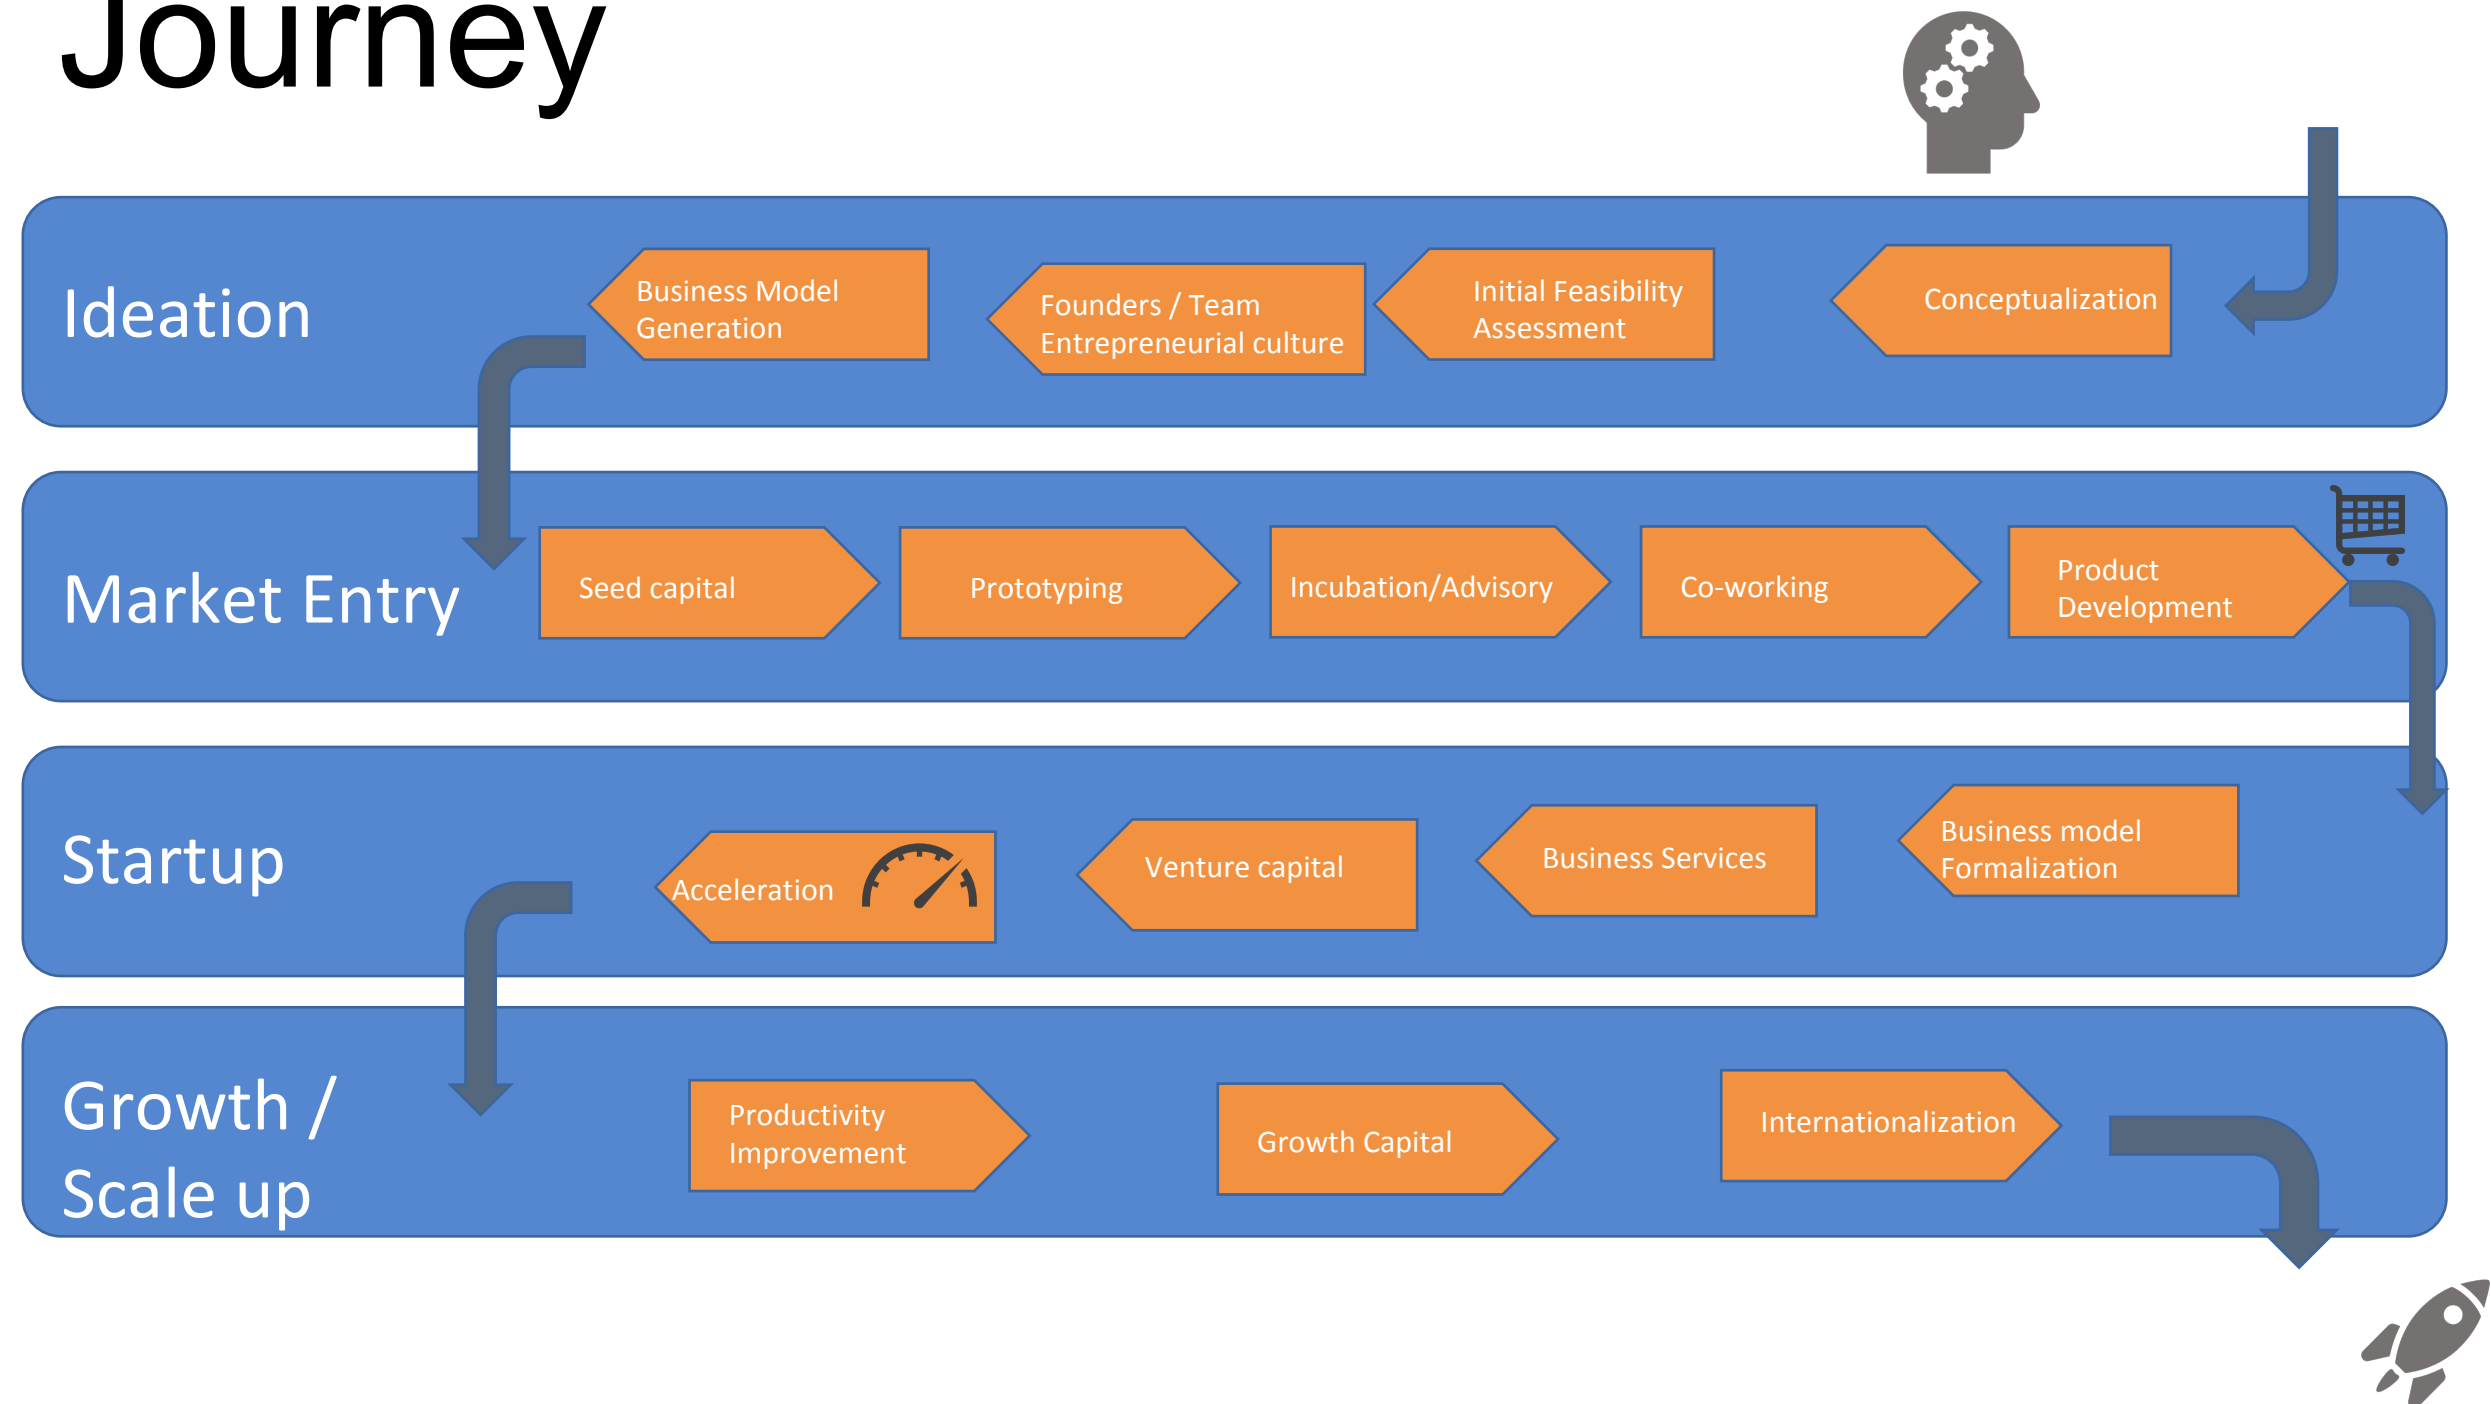 Journey
Ideation
Business Model
Generation
Founders / Team
Entrepreneurial culture
Initial Feasibility
Assessment
Conceptualization
Market Entry
Seed capital
Prototyping
Incubation/Advisory
Co-working
Product
Development
Startup
Acceleration
Venture capital
Business Services
Business model
Formalization
Growth /
Scale up
Productivity
Improvement
Growth Capital
Internationalization